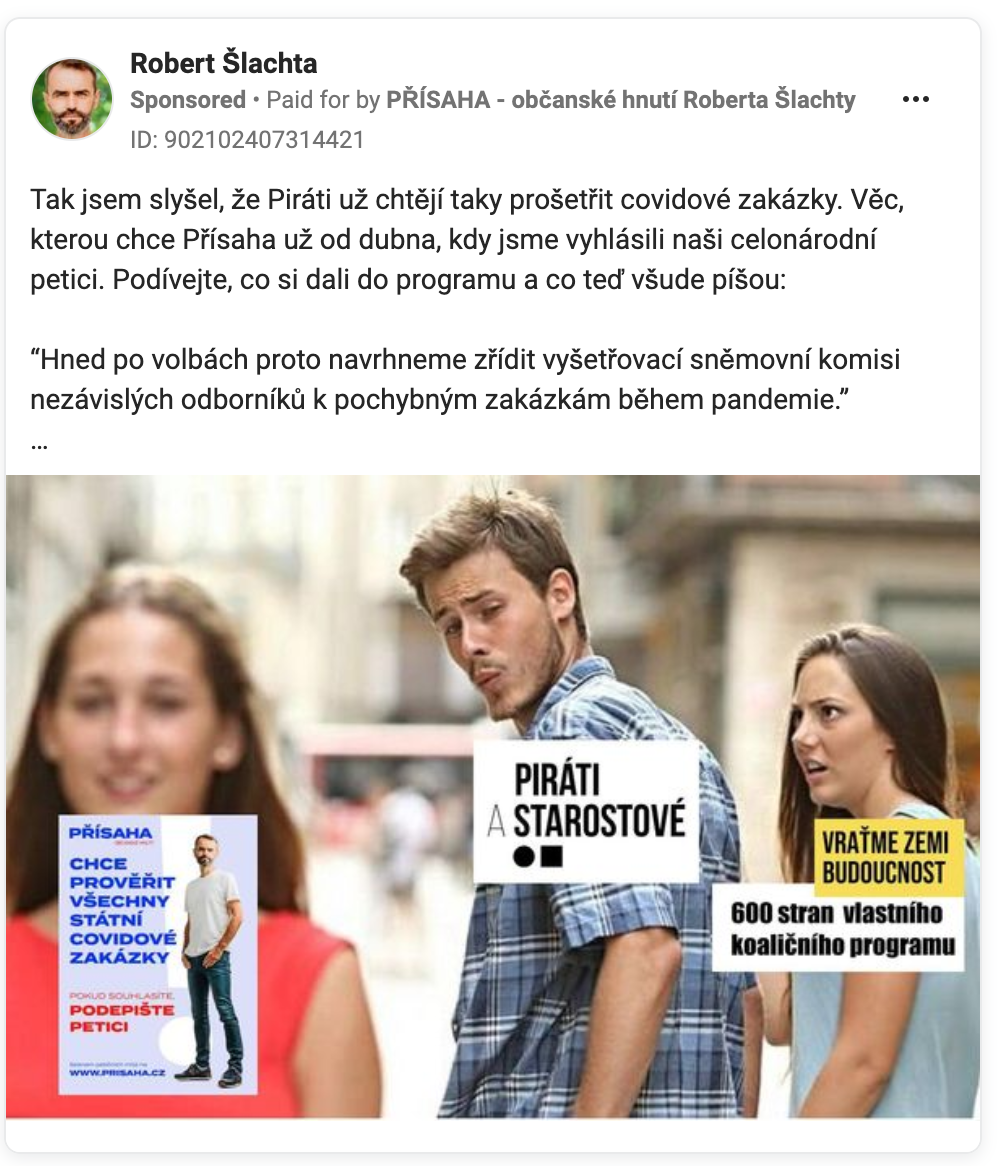 Robert Šlachta
Sponsored • Paid for by PŘÍSAHA - občanské hnutí Roberta Šlachty
ID: 902102407314421
Tak jsem slyšel, že Piráti už chtějí taky prošetřit covidové zakázky. Věc,
kterou chce Přísaha už od dubna, kdy jsme vyhlásili naši celonárodní
petici. Podívejte, co si dali do programu a co teď všude píšou:
“Hned po volbách proto navrhneme zřídit vyšetřovací sněmovní komisi
nezávislých odborníků k pochybným zakázkám během pandemie.”
...
PŘÍSAHA
CHCE
PROVĚŘIT
VŠECHNY
STÁTNÍ
COVIDOVÉ
ZAKÁZKY
POKUD SOUHLASÍTE,
PODEPIŠTE
PETICI
WWW.PRISAHA.CZ
PIRÁTI
A STAROSTOVÉ
VRAŤME ZEMI
BUDOUCNOST
600 stran vlastního
koaličního programu